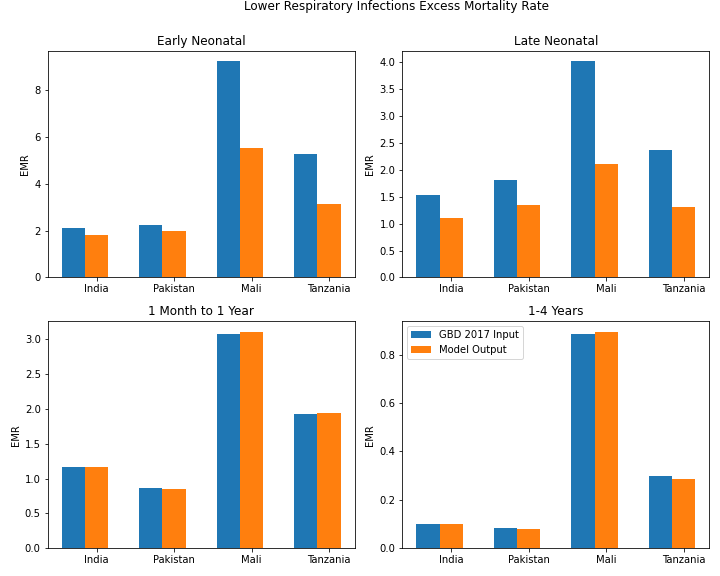 Lower Respiratory Infections Excess Mortality Rate
Early Neonatal
EMR
8
6
4
2
0
India Pakistan Mali Tanzania
Late Neonatal
EMR
4.0
3.5
3.0
2.5
2.0
1.5
1.0
0.5
0.0
India Pakistan Mali Tanzania
1 Month to 1 Year
EMR
3.0
2.5
2.0
1.5
1.0
0.5
0.0
India Pakistan Mali Tanzania
1-4 Years
GBD 2017 Input
Model Output
EMR
0.8
0.6
0.4
0.2
0.0
India Pakistan Mali Tanzania